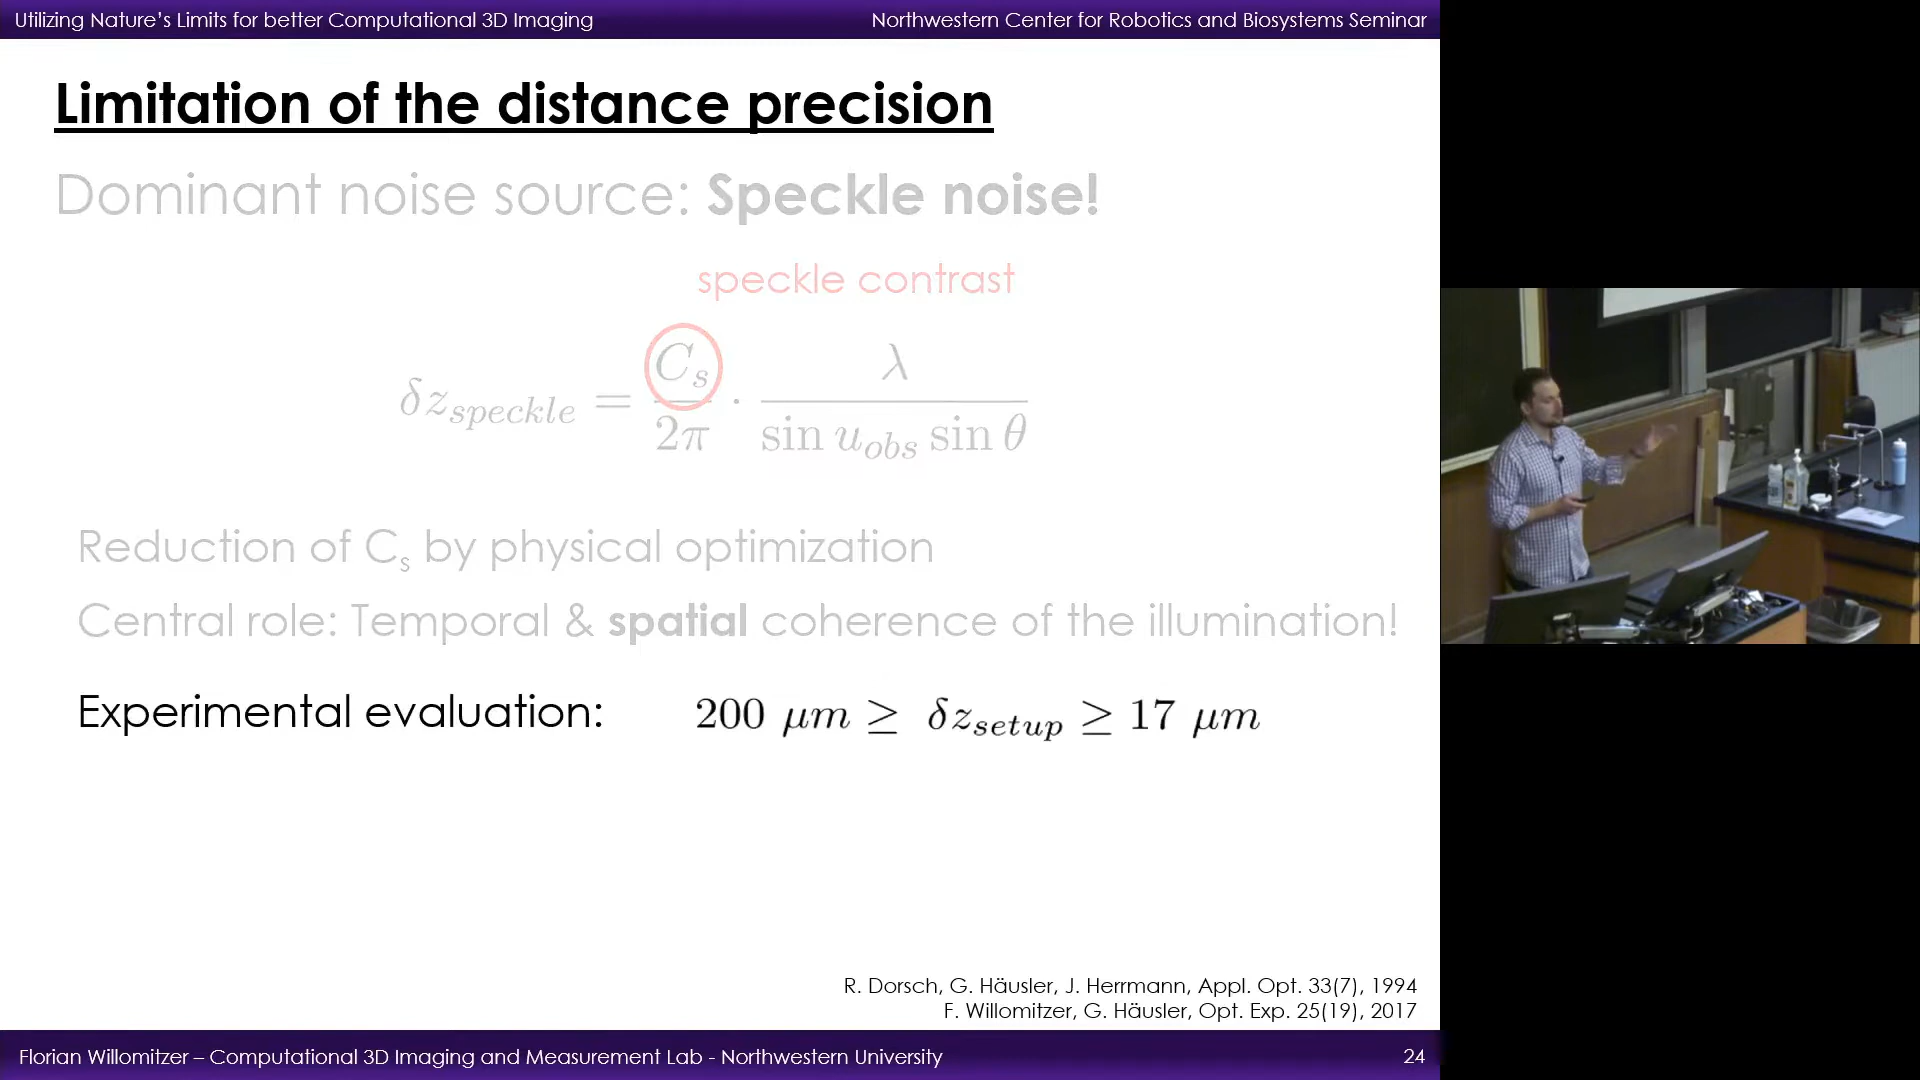 Utilizing Nature's Limits for better Computational 3D Imaging
Northwestern Center for Robotics and Biosystems Seminar
Limitation of the distance precision
Dominant noise source: Speckle noise!
speckle contrast
δz_speckle = C_s/2π · λ/(sin u_obs sin θ)
Reduction of C_s by physical optimization
Central role: Temporal & spatial coherence of the illumination!
Experimental evaluation: 200 μm ≥ δz_setup ≥ 17 μm
R. Dorsch, G. Häusler, J. Herrmann, Appl. Opt. 33(7), 1994
F. Willomitzer, G. Häusler, Opt. Exp. 25(19), 2017
Florian Willomitzer – Computational 3D Imaging and Measurement Lab - Northwestern University
24